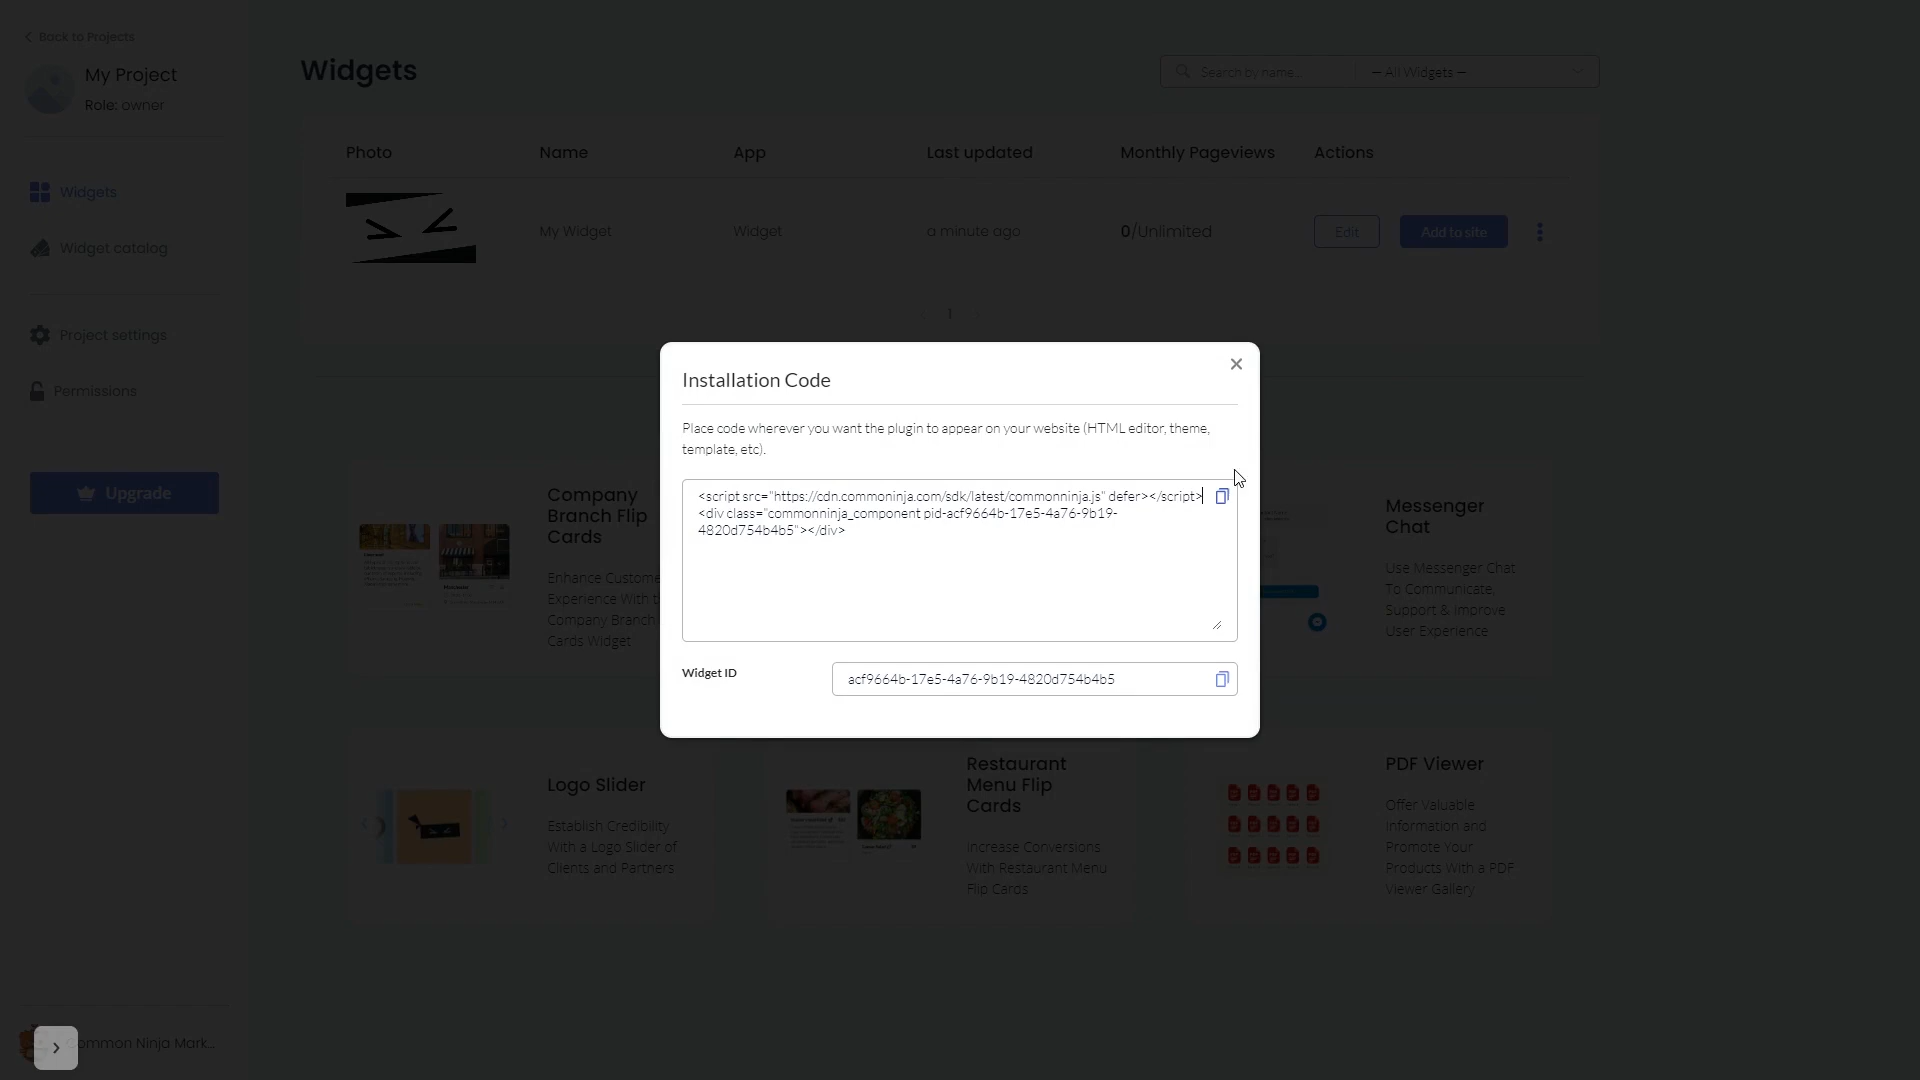 Back to Projects
My Project
Role: owner
Widgets
Widget catalog
Project settings
Permissions
Upgrade
Common Ninja Mark...
Widgets
Search by name...
— All Widgets —
Photo Name App Last updated Monthly Pageviews Actions
My Widget Widget a minute ago 0/Unlimited Edit Add to site
1
Installation Code
Place code wherever you want the plugin to appear on your website (HTML editor, theme,
template, etc).
<script src="https://cdn.commoninja.com/sdk/latest/commonninja.js" defer></script>
<div class="commonninja_component pid-acf9664b-17e5-4a76-9b19-
4820d754b4b5"></div>
Widget ID
acf9664b-17e5-4a76-9b19-4820d754b4b5
Company
Branch Flip
Cards
Enhance Custome
Experience With
Company Branch
Cards Widget
Messenger
Chat
Use Messenger Chat
To Communicate,
Support & Improve
User Experience
Logo Slider
Establish Credibility
With a Logo Slider of
Clients and Partners
Restaurant
Menu Flip
Cards
Increase Conversions
With Restaurant Menu
Flip Cards
PDF Viewer
Offer Valuable
Information and
Promote Your
Products With a PDF
Viewer Gallery